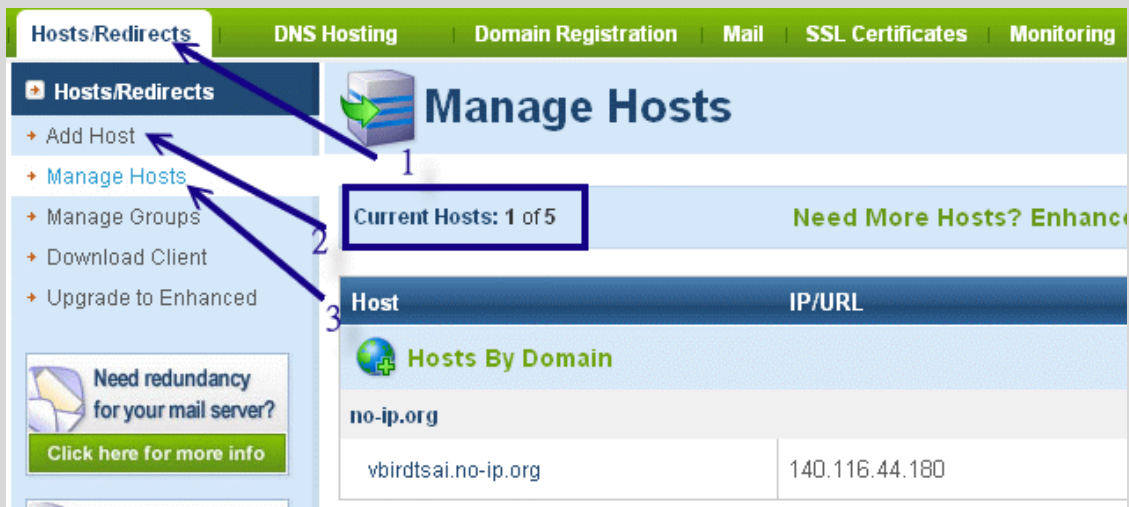 Hosts/Redirects DNS Hosting Domain Registration Mail SSL Certificates Monitoring
Hosts/Redirects
Add Host
Manage Hosts
Manage Groups
Download Client
Upgrade to Enhanced
Need redundancy
for your mail server?
Click here for more info
1
2
3
Manage Hosts
Current Hosts: 1 of 5 Need More Hosts? Enhance
Host IP/URL
Hosts By Domain
no-ip.org
vbirdtsai.no-ip.org 140.116.44.180